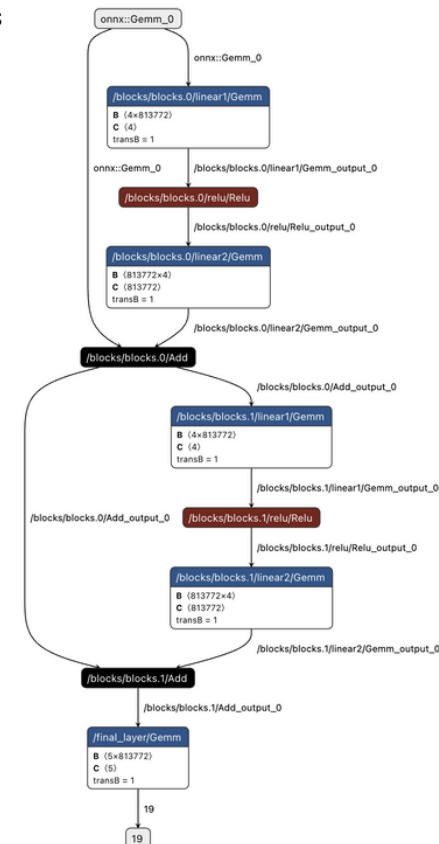 s
onnx::Gemm_0
onnx::Gemm_0
/blocks/blocks.0/linear1/Gemm
B ⟨4×813772⟩
C ⟨4⟩
transB = 1
onnx::Gemm_0
/blocks/blocks.0/linear1/Gemm_output_0
/blocks/blocks.0/relu/Relu
/blocks/blocks.0/relu/Relu_output_0
/blocks/blocks.0/linear2/Gemm
B ⟨813772×4⟩
C ⟨813772⟩
transB = 1
/blocks/blocks.0/linear2/Gemm_output_0
/blocks/blocks.0/Add
/blocks/blocks.0/Add_output_0
/blocks/blocks.1/linear1/Gemm
B ⟨4×813772⟩
C ⟨4⟩
transB = 1
/blocks/blocks.1/linear1/Gemm_output_0
/blocks/blocks.0/Add_output_0
/blocks/blocks.1/relu/Relu
/blocks/blocks.1/relu/Relu_output_0
/blocks/blocks.1/linear2/Gemm
B ⟨813772×4⟩
C ⟨813772⟩
transB = 1
/blocks/blocks.1/linear2/Gemm_output_0
/blocks/blocks.1/Add
/blocks/blocks.1/Add_output_0
/final_layer/Gemm
B ⟨5×813772⟩
C ⟨5⟩
transB = 1
19
19